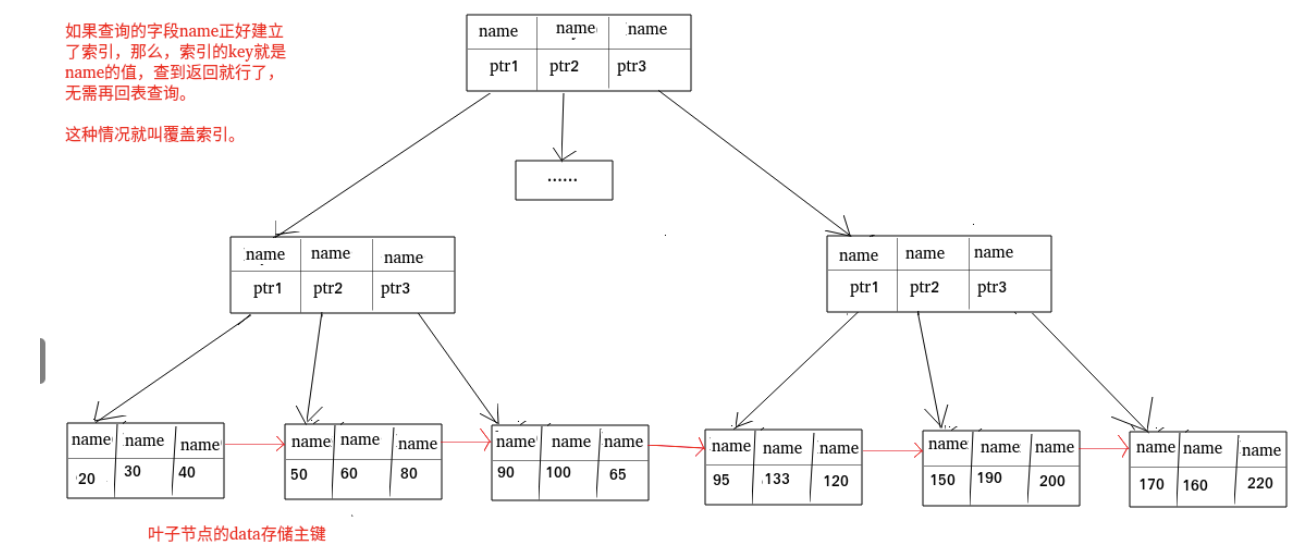 如果查询的字段name正好建立
了索引，那么，索引的key就是
name的值，查到返回就行了，
无需再回表查询。
这种情况就叫覆盖索引。
name name name
ptr1 ptr2 ptr3
......
name name name
ptr1 ptr2 ptr3
name name name
ptr1 ptr2 ptr3
name name name
20 30 40
name name name
50 60 80
name name name
90 100 65
name name name
95 133 120
name name name
150 190 200
name name name
170 160 220
叶子节点的data存储主键